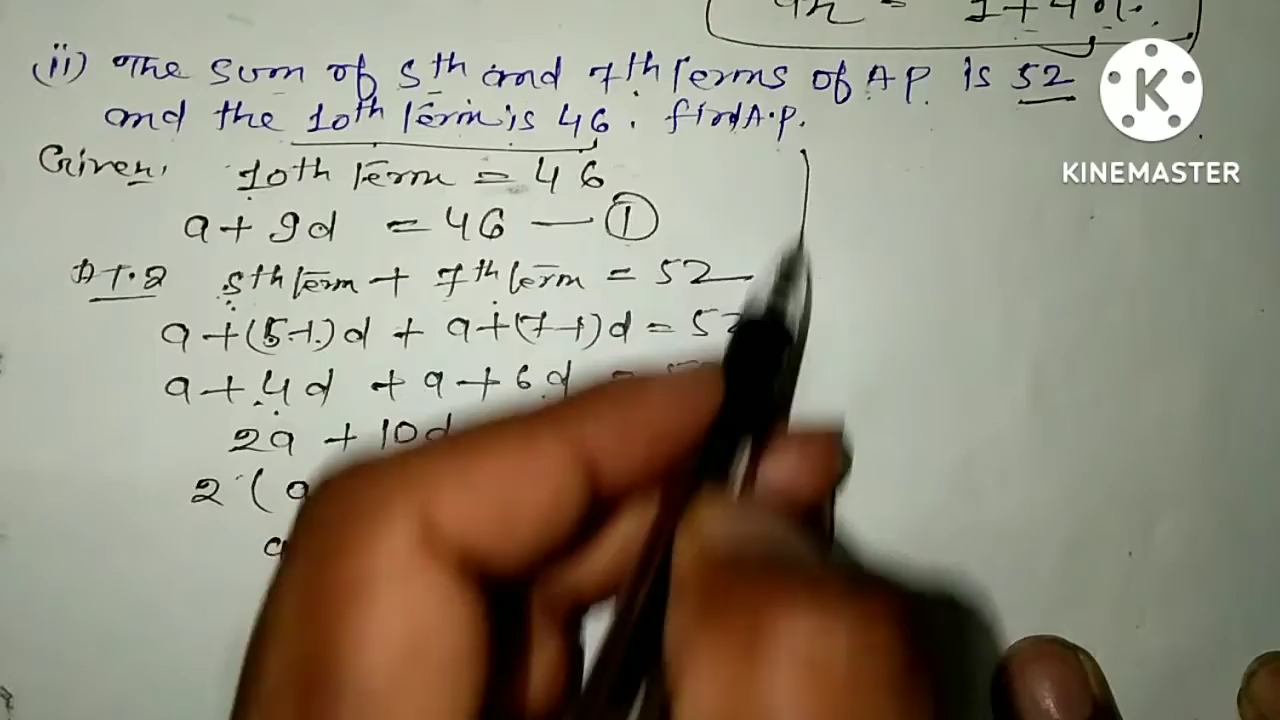 (ii) The sum of 5th and 7th terms of A P. is 52
and the 10th term is 46. find A.P.
Given, 10th term = 46
a + 9d = 46 — ①
5th term + 7th term = 52
a + (5-1)d + a + (7-1)d = 52
a + 4d + a + 6d =
2a + 10d
2 (a
a
K
KINEMASTER